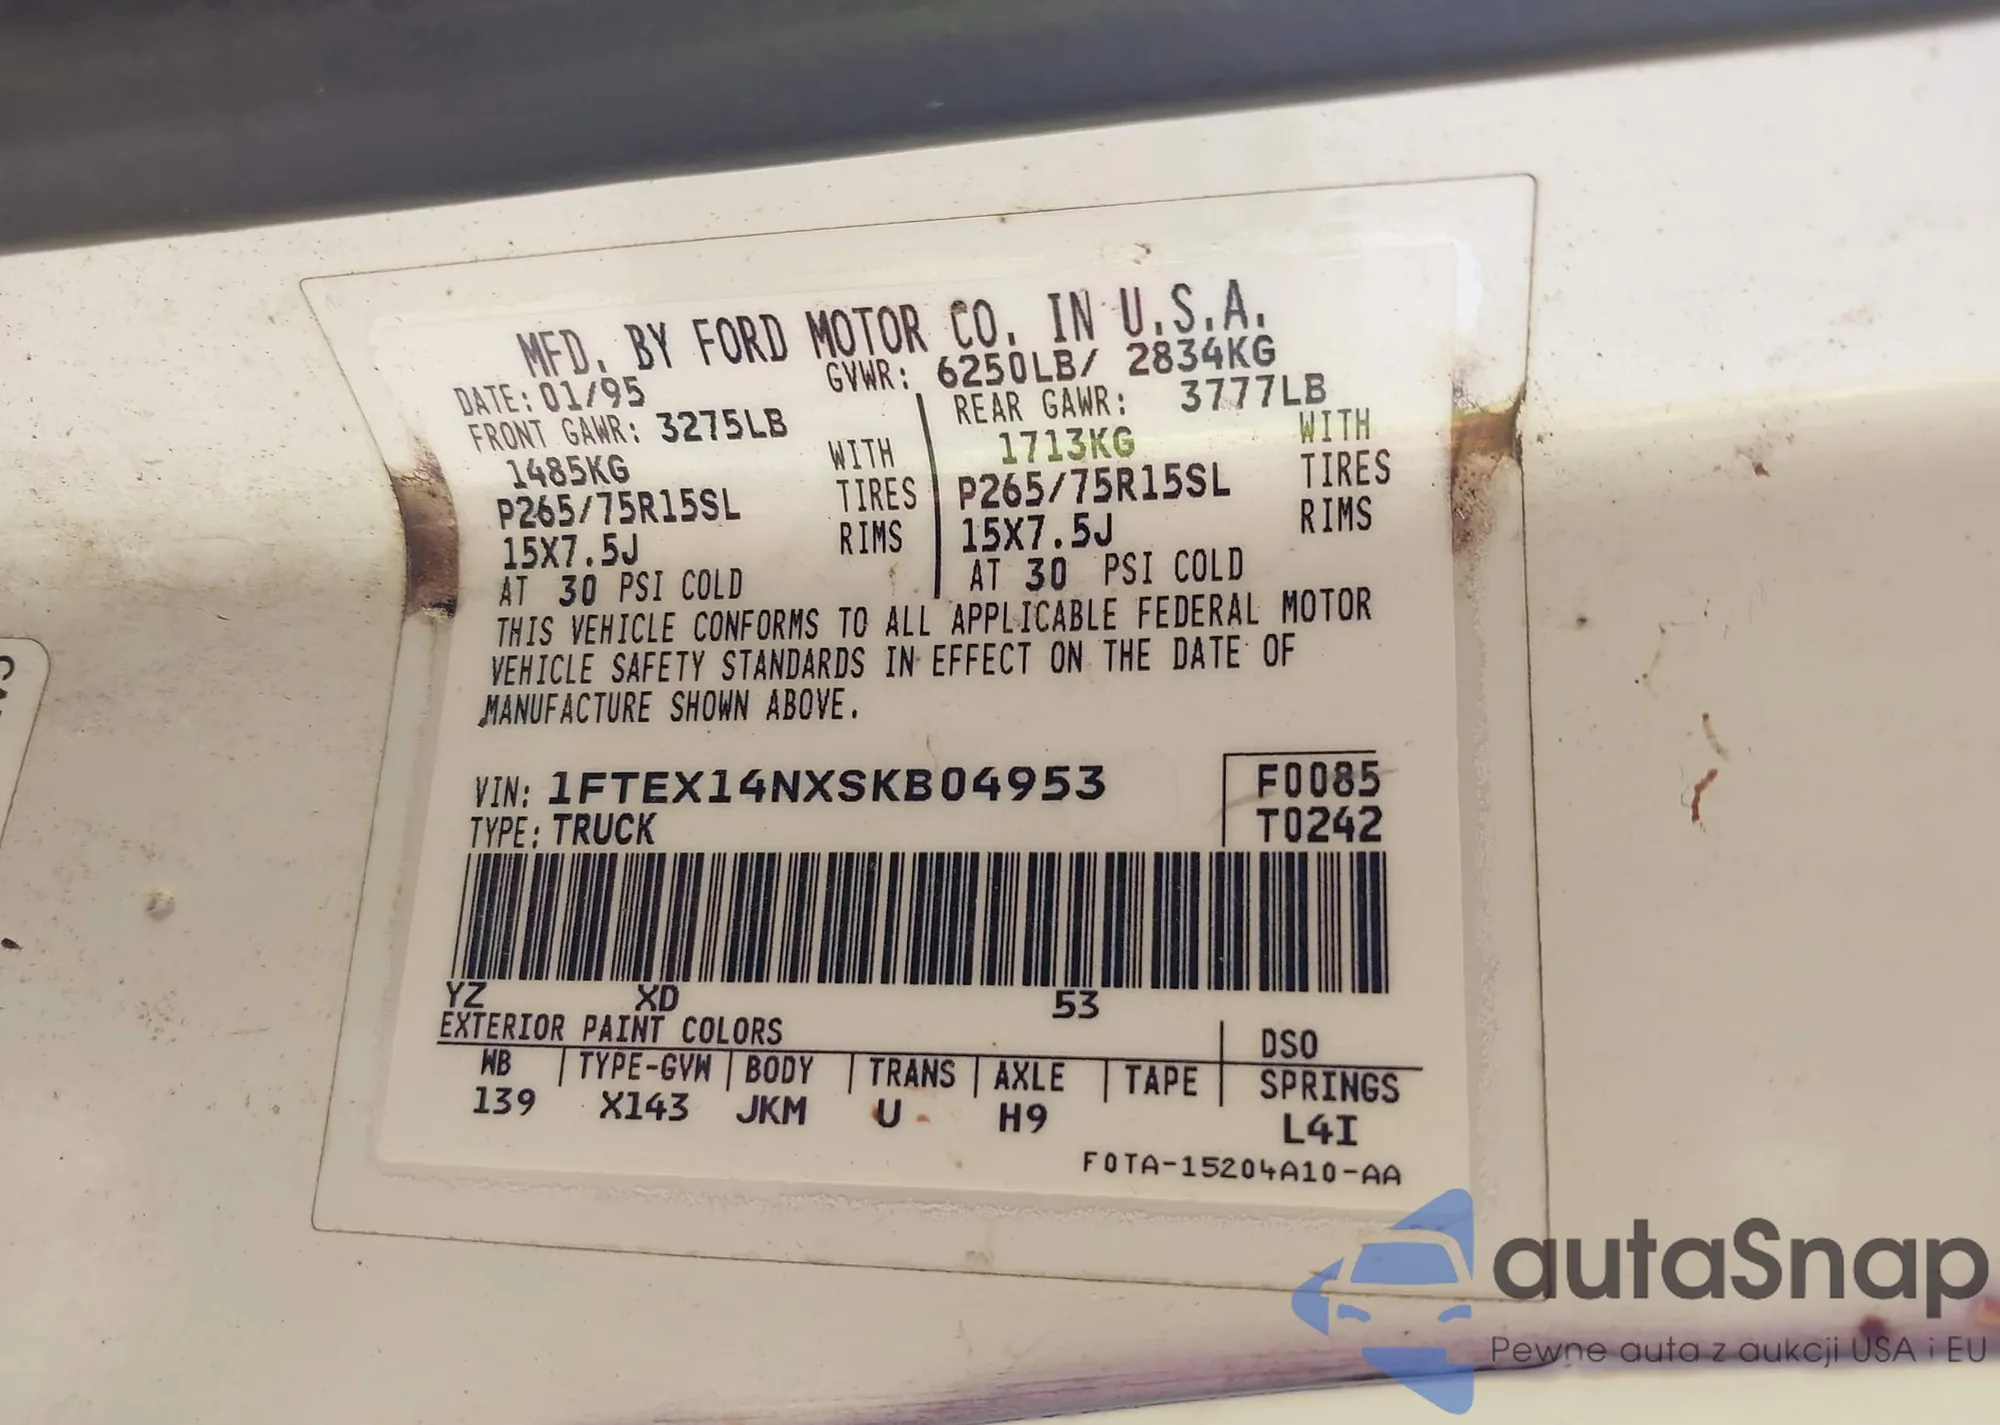 MFD. BY FORD MOTOR CO. IN U.S.A.
DATE: 01/95 GVWR: 6250LB/ 2834KG
FRONT GAWR: 3275LB REAR GAWR: 3777LB
1485KG WITH 1713KG WITH
P265/75R15SL TIRES P265/75R15SL TIRES
15X7.5J RIMS 15X7.5J RIMS
AT 30 PSI COLD AT 30 PSI COLD
THIS VEHICLE CONFORMS TO ALL APPLICABLE FEDERAL MOTOR
VEHICLE SAFETY STANDARDS IN EFFECT ON THE DATE OF
MANUFACTURE SHOWN ABOVE.
VIN: 1FTEX14NXSKB04953 F0085
TYPE: TRUCK T0242
YZ XD 53
EXTERIOR PAINT COLORS DSO
WB TYPE-GVW BODY TRANS AXLE TAPE SPRINGS
139 X143 JKM U H9 L4I
F0TA-15204A10-AA
autaSnap
Pewne auta z aukcji USA i EU